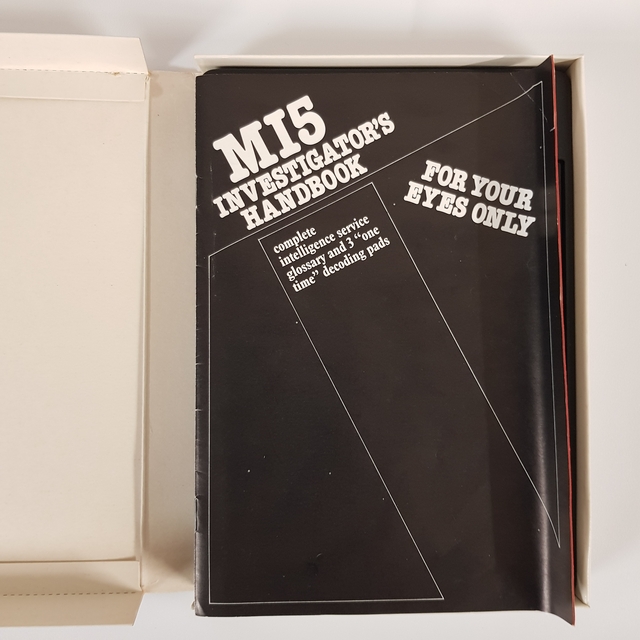 MI5
INVESTIGATOR'S
HANDBOOK
FOR YOUR
EYES ONLY
complete
intelligence service
glossary and 3 "one
time" decoding pads